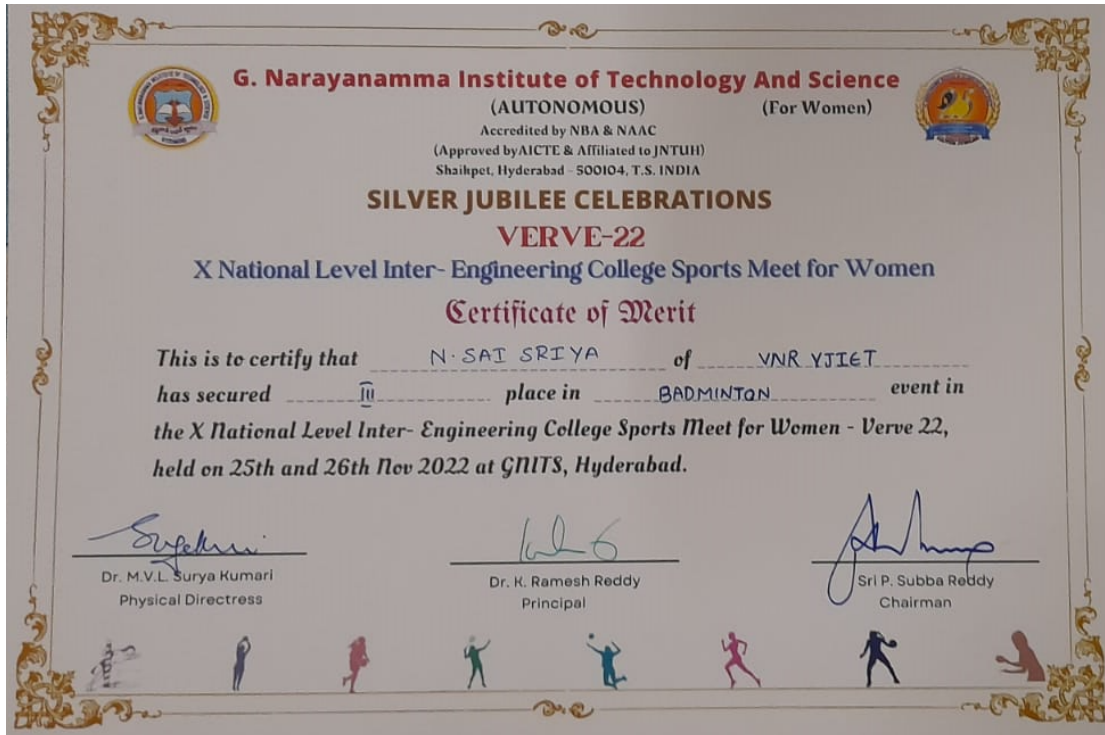 G. Narayanamma Institute of Technology And Science
(AUTONOMOUS) (For Women)
Accredited by NBA & NAAC
(Approved by AICTE & Affiliated to JNTUH)
Shaikpet, Hyderabad - 500104, T.S. INDIA
SILVER JUBILEE CELEBRATIONS
VERVE-22
X National Level Inter- Engineering College Sports Meet for Women
Certificate of Merit
This is to certify that N. SAI SRIYA of VNR VJIET
has secured III place in BADMINTON event in
the X National Level Inter- Engineering College Sports Meet for Women - Verve 22,
held on 25th and 26th Nov 2022 at GNITS, Hyderabad.
Dr. M.V.L. Surya Kumari
Physical Directress
Dr. K. Ramesh Reddy
Principal
Sri P. Subba Reddy
Chairman